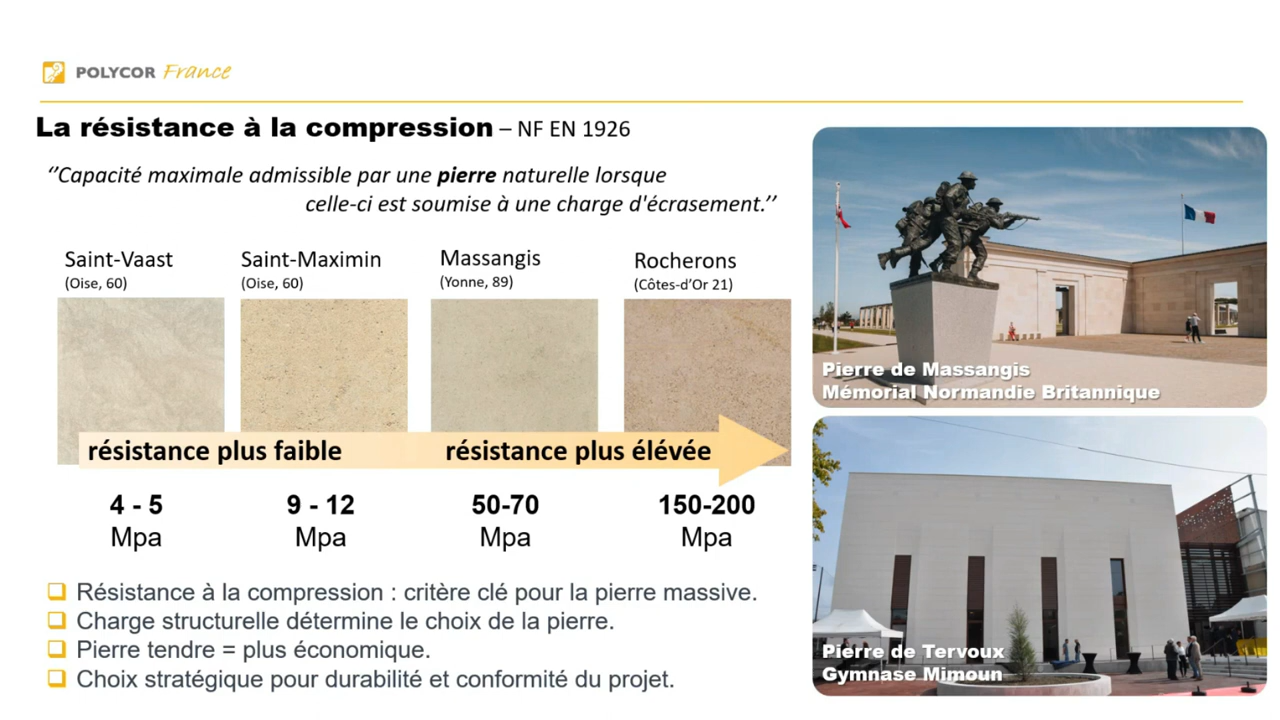 POLYCOR France
La résistance à la compression – NF EN 1926
‘’Capacité maximale admissible par une pierre naturelle lorsque
celle-ci est soumise à une charge d'écrasement.’’
Saint-Vaast
(Oise, 60)
Saint-Maximin
(Oise, 60)
Massangis
(Yonne, 89)
Rocherons
(Côtes-d’Or 21)
résistance plus faible
résistance plus élévée
4 - 5
Mpa
9 - 12
Mpa
50-70
Mpa
150-200
Mpa
Résistance à la compression : critère clé pour la pierre massive.
Charge structurelle détermine le choix de la pierre.
Pierre tendre = plus économique.
Choix stratégique pour durabilité et conformité du projet.
Pierre de Massangis
Mémorial Normandie Britannique
Pierre de Tervoux
Gymnase Mimoun